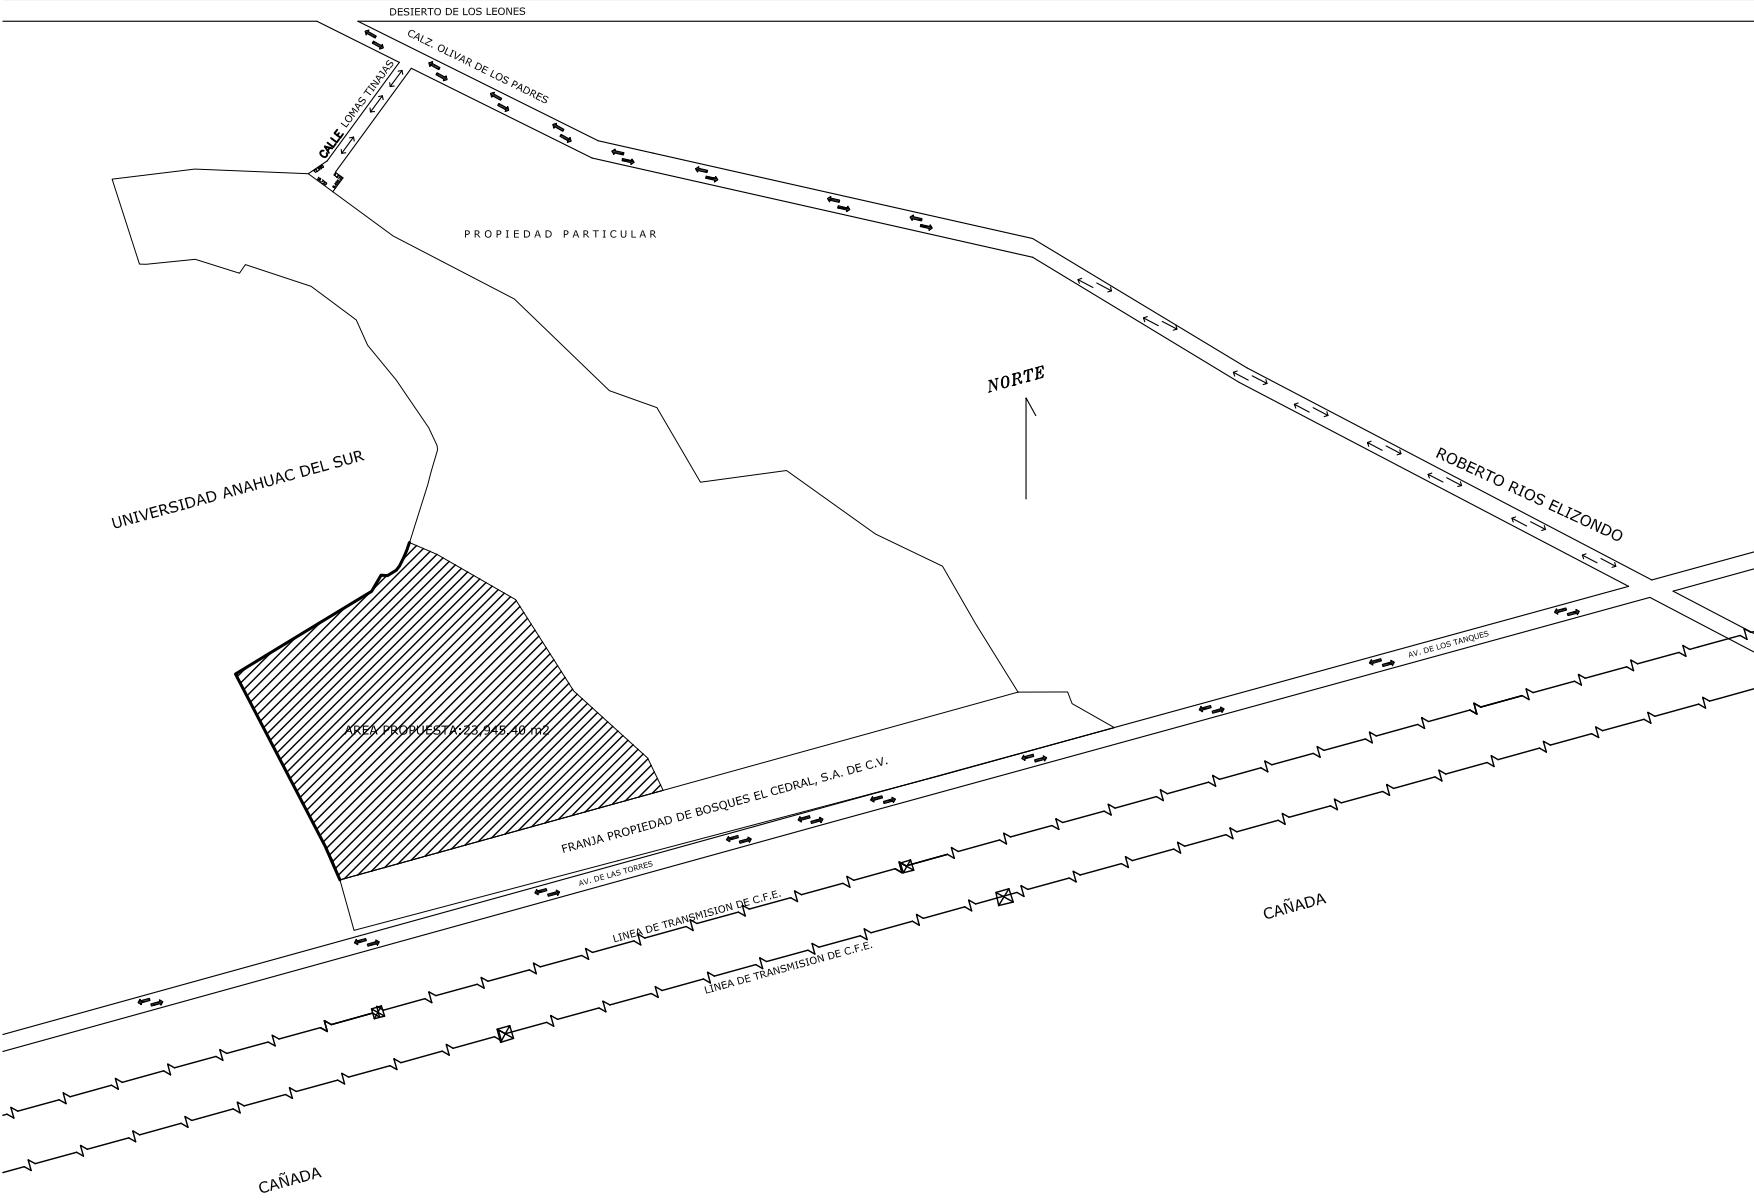 DESIERTO DE LOS LEONES
CALZ. OLIVAR DE LOS PADRES
CALLE LOMAS TINAJAS
PROPIEDAD PARTICULAR
NORTE
ROBERTO RIOS ELIZONDO
UNIVERSIDAD ANAHUAC DEL SUR
AV. DE LOS TANQUES
AREA PROPUESTA:23,945.40 m2
FRANJA PROPIEDAD DE BOSQUES EL CEDRAL, S.A. DE C.V.
AV. DE LAS TORRES
LINEA DE TRANSMISION DE C.F.E.
LINEA DE TRANSMISION DE C.F.E.
CAÑADA
CAÑADA